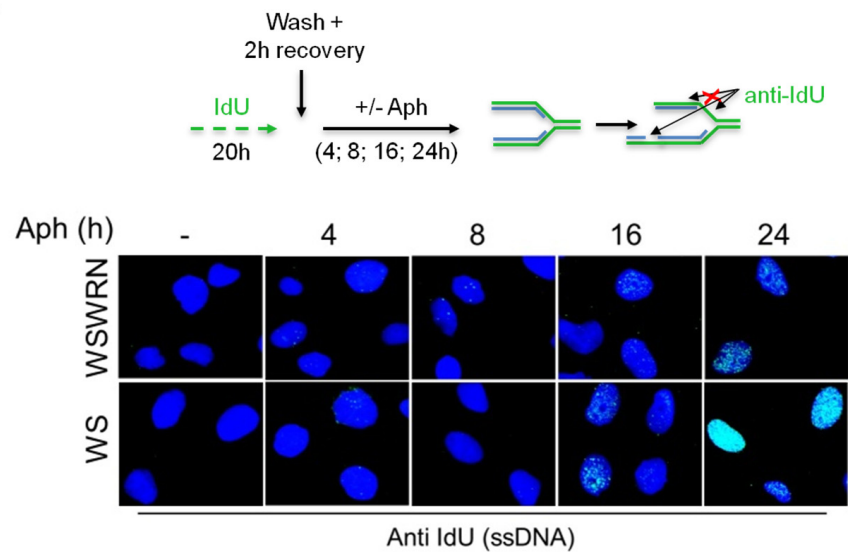 Wash +
2h recovery
IdU
20h
+/- Aph
(4; 8; 16; 24h)
anti-IdU
Aph (h) - 4 8 16 24
WSWRN
WS
Anti IdU (ssDNA)